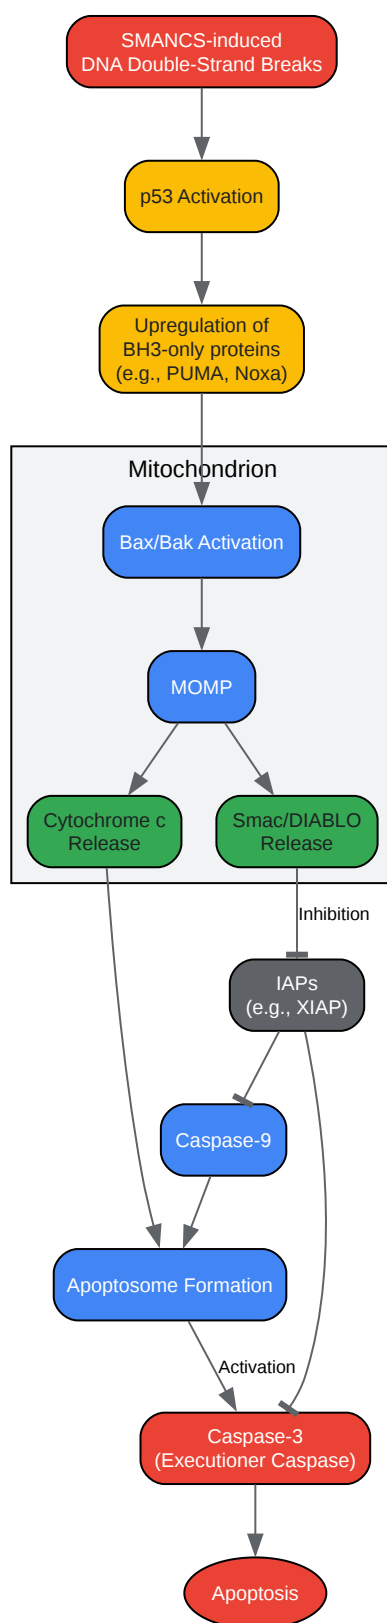 SMANCS-induced
DNA Double-Strand Breaks
p53 Activation
Upregulation of
BH3-only proteins
(e.g., PUMA, Noxa)
Mitochondrion
Bax/Bak Activation
MOMP
Cytochrome c
Release
Smac/DIABLO
Release
Inhibition
IAPs
(e.g., XIAP)
Caspase-9
Apoptosome Formation
Activation
Caspase-3
(Executioner Caspase)
Apoptosis